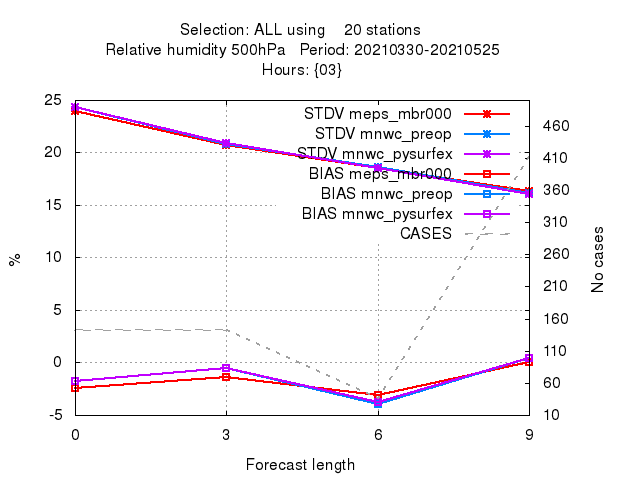 Selection: ALL using    20 stations
Relative humidity 500hPa   Period: 20210330-20210525
Hours: {03}
25
20
15
10
5
0
-5
%
STDV meps_mbr000
STDV mnwc_preop
STDV mnwc_pysurfex
BIAS meps_mbr000
BIAS mnwc_preop
BIAS mnwc_pysurfex
CASES
460
410
360
310
260
210
160
110
60
10
No cases
0 3 6 9
Forecast length